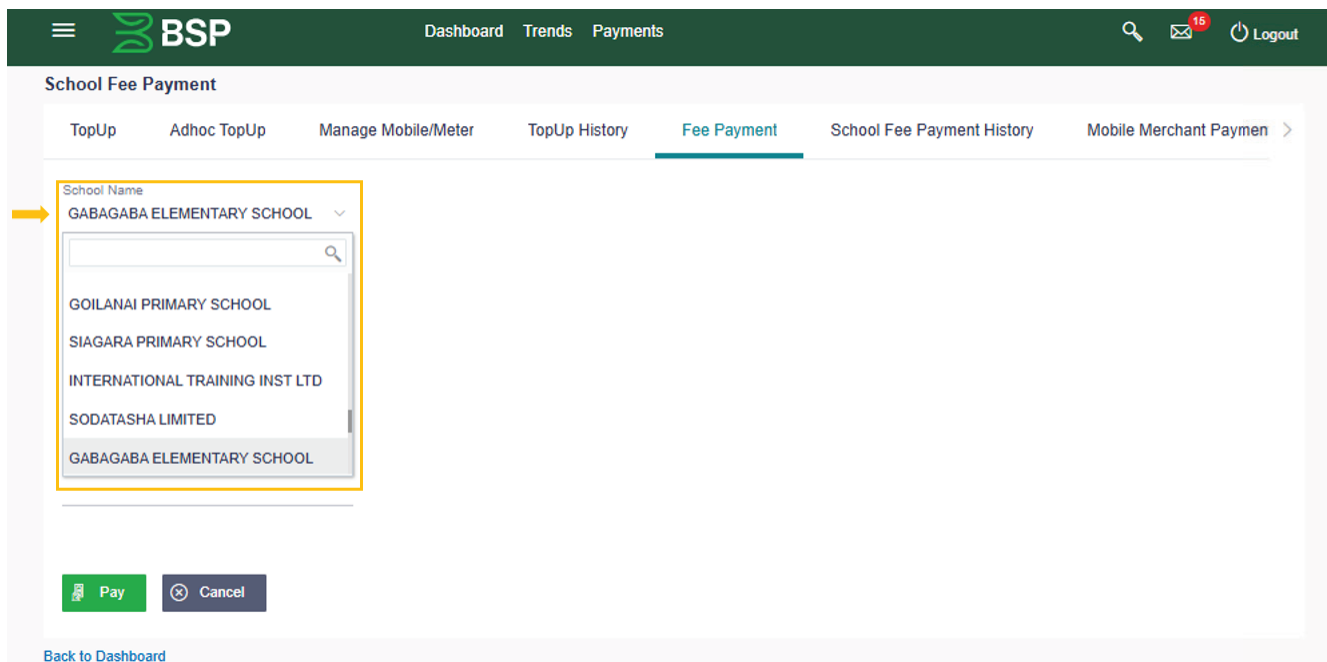 BSP
Dashboard Trends Payments
15
Logout
School Fee Payment
TopUp Adhoc TopUp Manage Mobile/Meter TopUp History Fee Payment School Fee Payment History Mobile Merchant Paymen
School Name
GABAGABA ELEMENTARY SCHOOL
GOILANAI PRIMARY SCHOOL
SIAGARA PRIMARY SCHOOL
INTERNATIONAL TRAINING INST LTD
SODATASHA LIMITED
GABAGABA ELEMENTARY SCHOOL
Pay Cancel
Back to Dashboard